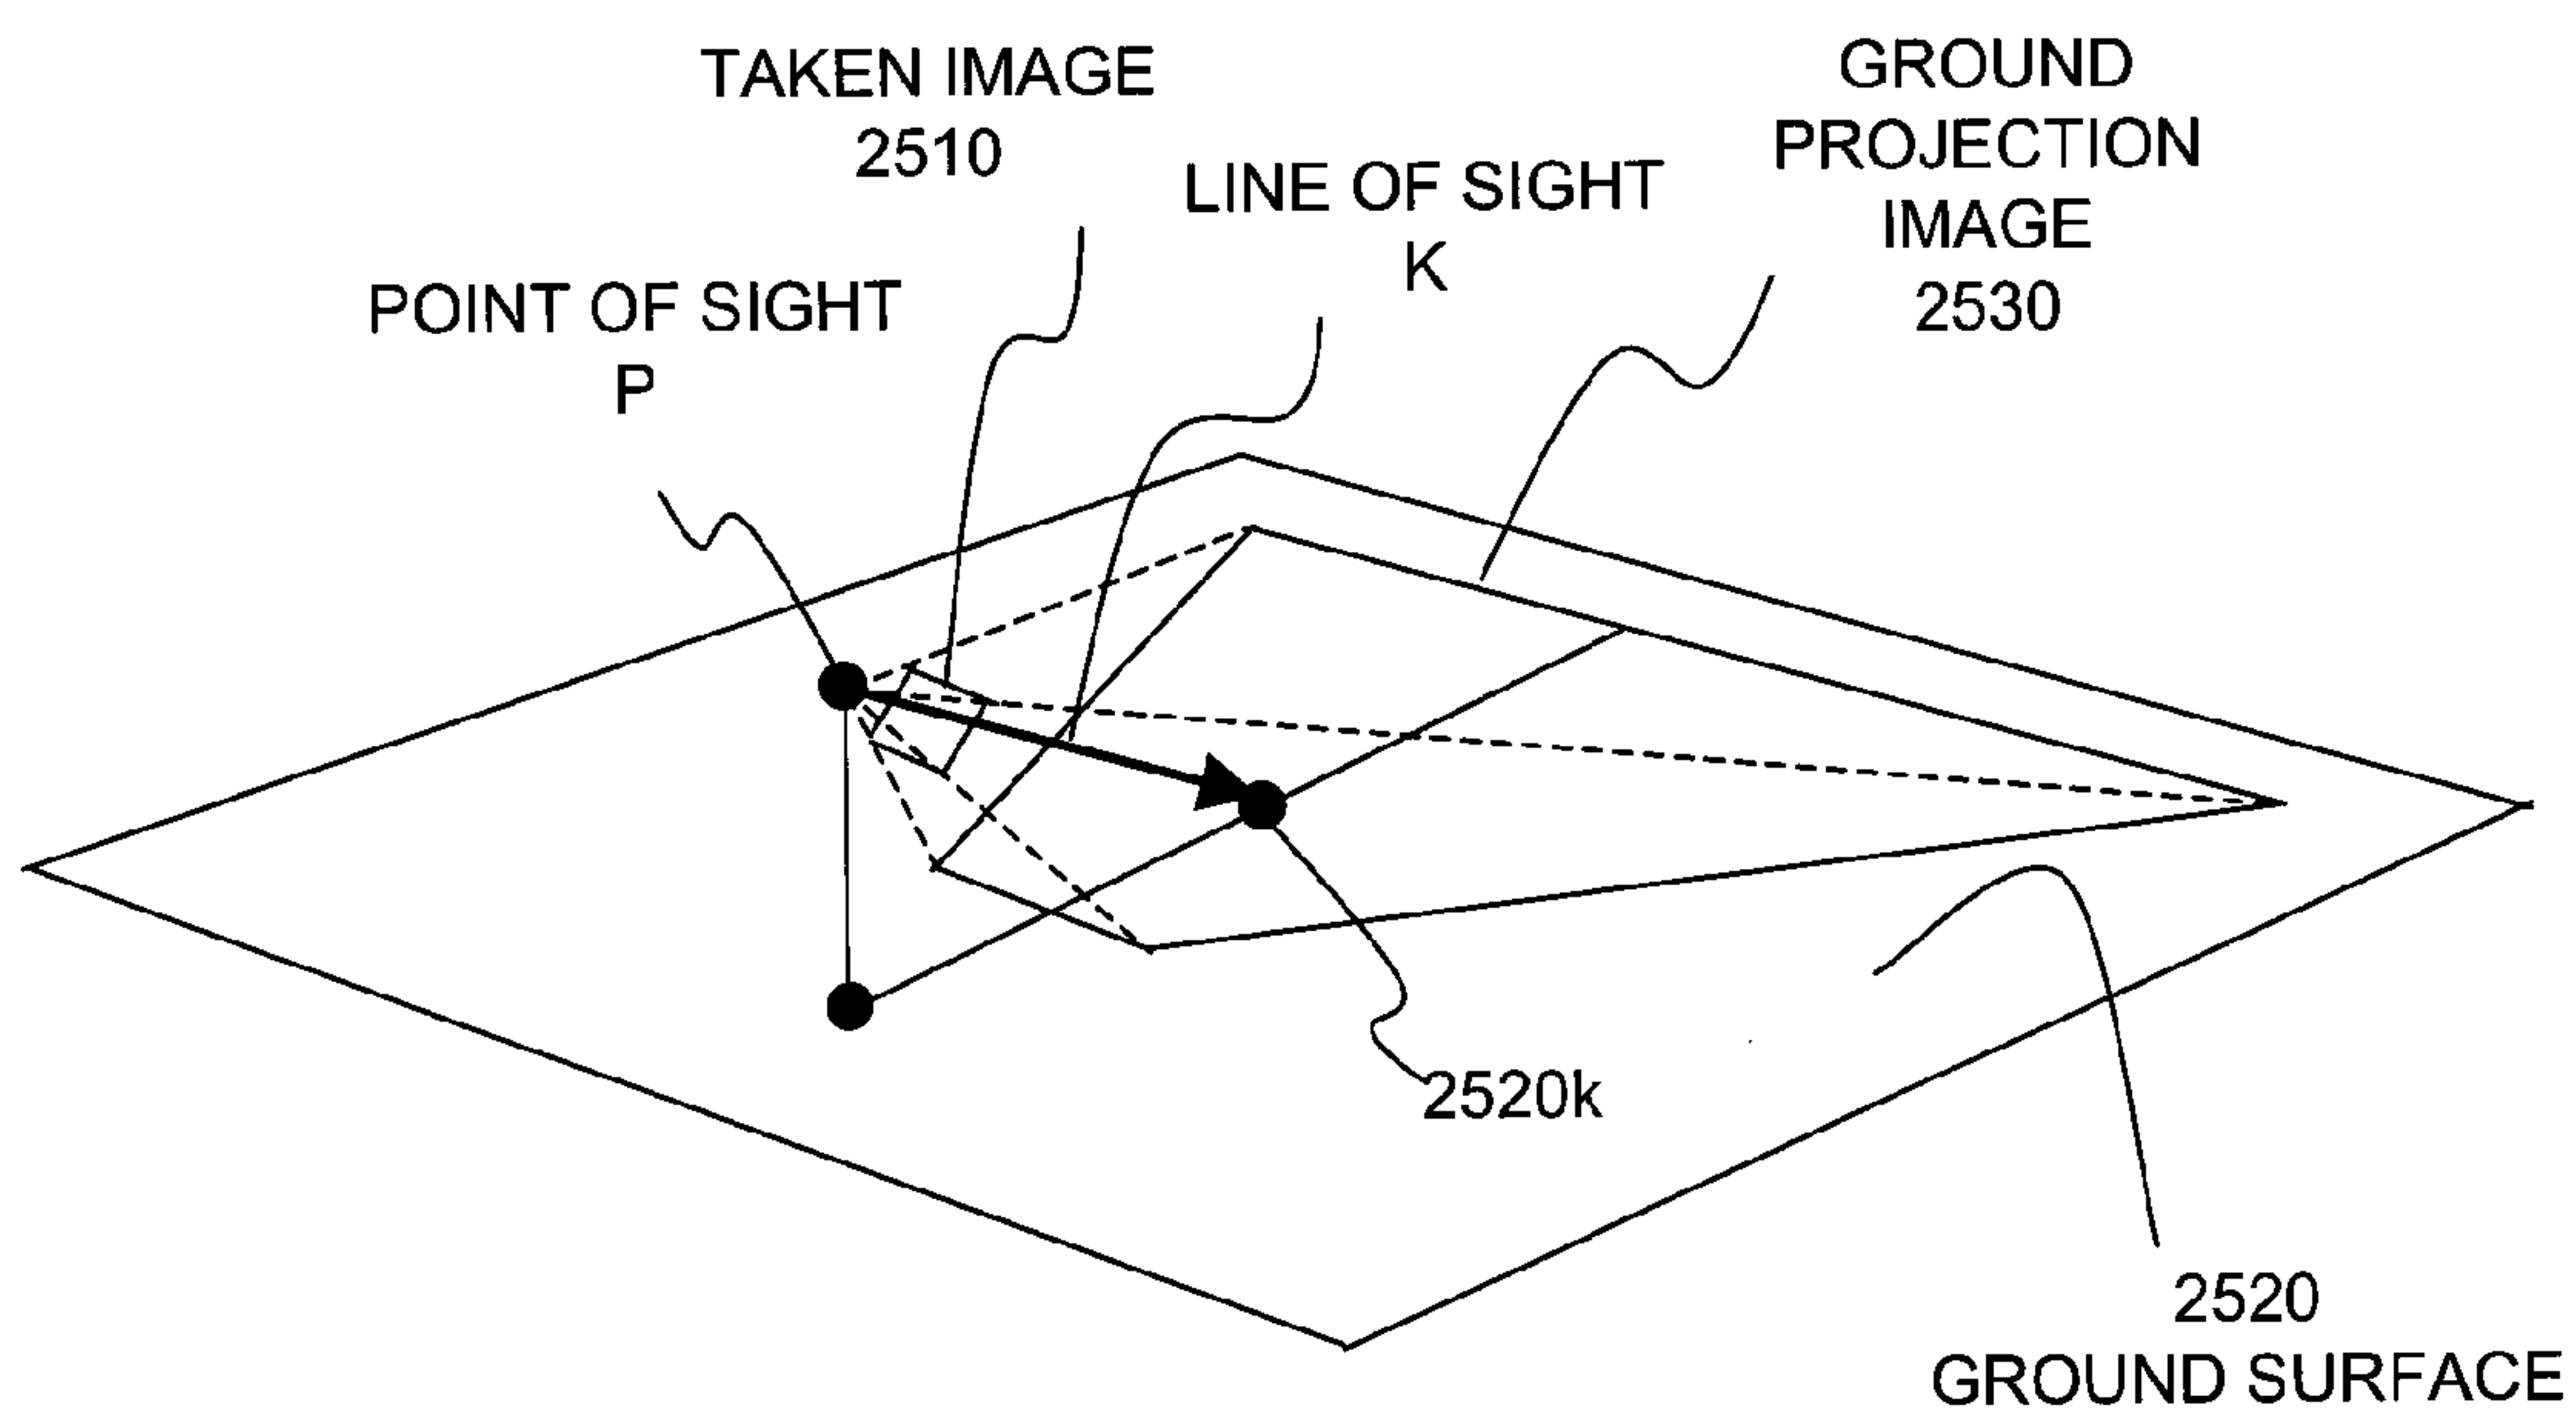 TAKEN IMAGE
2510
LINE OF SIGHT
K
GROUND
PROJECTION
IMAGE
2530
POINT OF SIGHT
P
2520k
2520
GROUND SURFACE